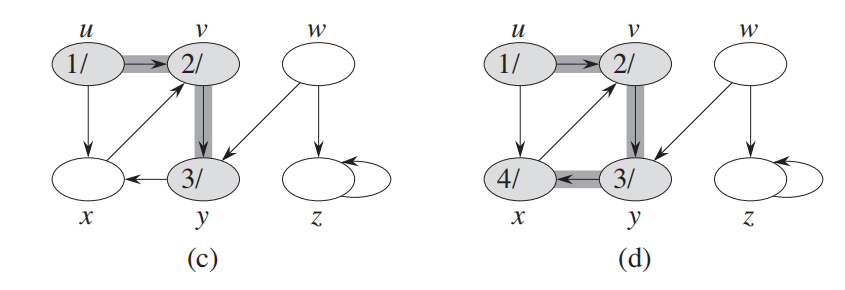 u v w u v w
1/ 2/ 1/ 2/
3/ 4/ 3/
x y z x y z
(c) (d)